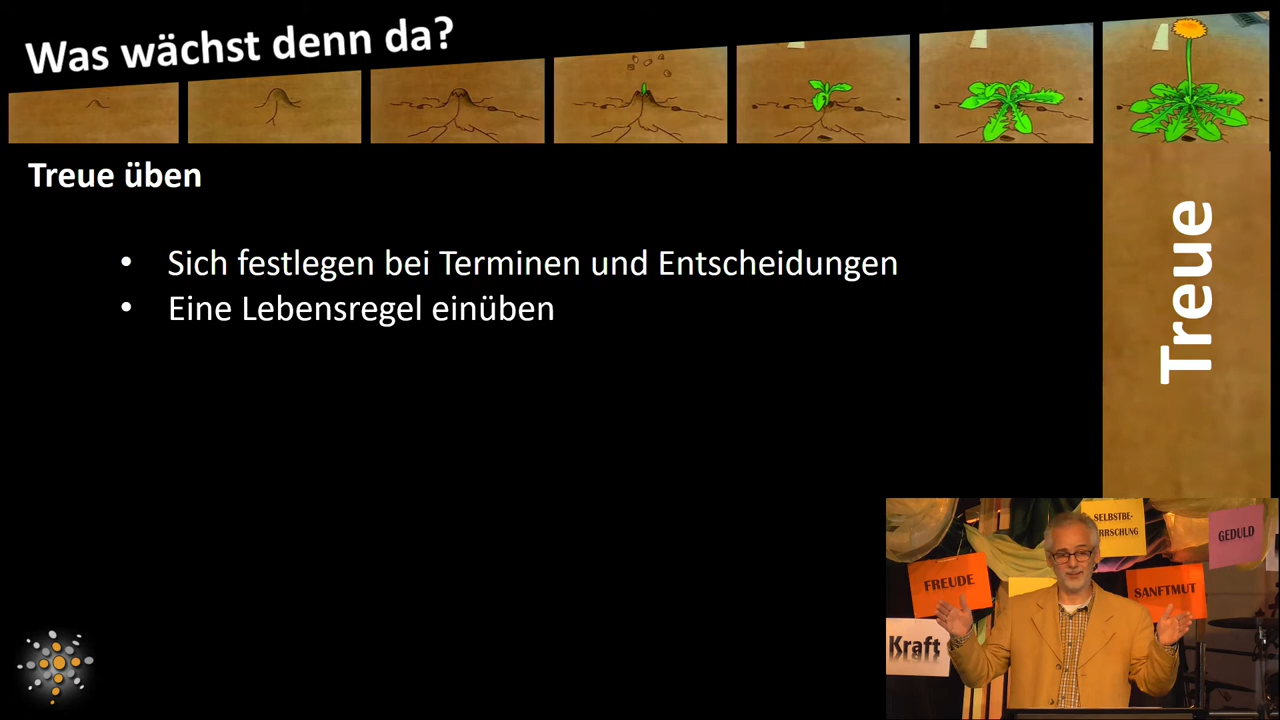 Was wächst denn da?
Treue üben
• Sich festlegen bei Terminen und Entscheidungen
• Eine Lebensregel einüben
Treue
SELBSTBE-
RRSCHUNG
GEDULD
FREUDE
SANFTMUT
Kraft